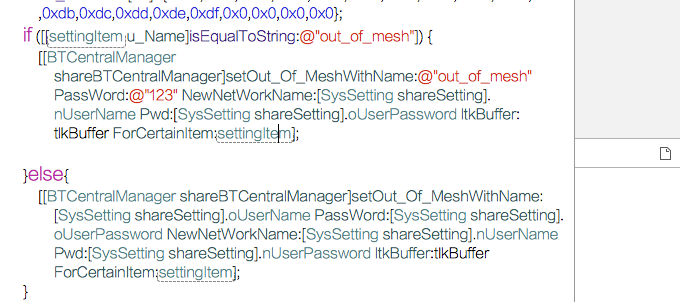 ,0xdb,0xdc,0xdd,0xde,0xdf,0x0,0x0,0x0,0x0};
if ([[settingItem u_Name]isEqualToString:@"out_of_mesh"]) {
[[BTCentralManager
shareBTCentralManager]setOut_Of_MeshWithName:@"out_of_mesh"
PassWord:@"123" NewNetWorkName:[SysSetting shareSetting].
nUserName Pwd:[SysSetting shareSetting].oUserPassword ltkBuffer:
tlkBuffer ForCertainItem:settingItem];
}else{
[[BTCentralManager shareBTCentralManager]setOut_Of_MeshWithName:
[SysSetting shareSetting].oUserName PassWord:[SysSetting shareSetting].
oUserPassword NewNetWorkName:[SysSetting shareSetting].nUserName
Pwd:[SysSetting shareSetting].nUserPassword ltkBuffer:tlkBuffer
ForCertainItem:settingItem];
}